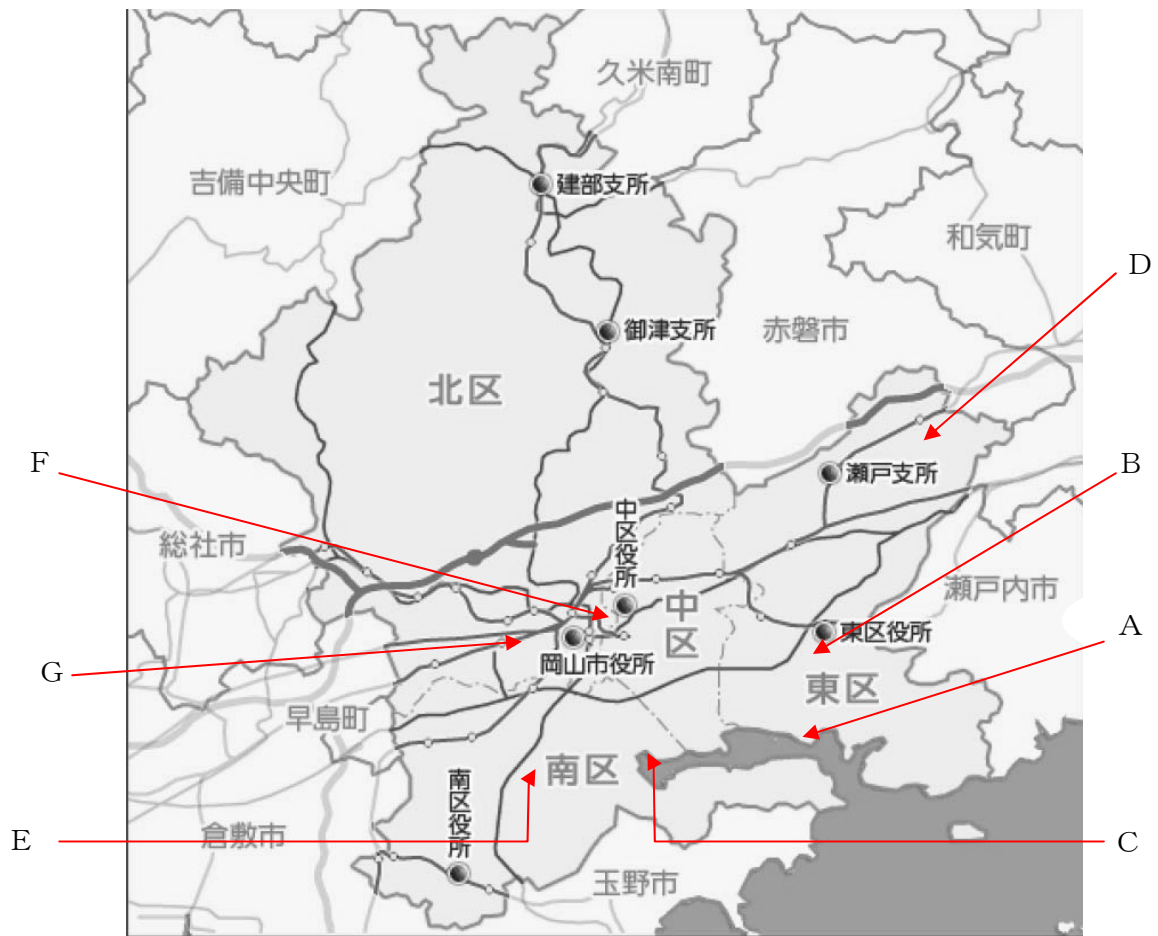 久米南町
吉備中央町
建部支所
和気町
D
御津支所
赤磐市
北区
F
B
瀬戸支所
中区役所
総社市
瀬戸内市
中区
A
東区役所
G
岡山市役所
東区
早島町
南区
南区役所
E
倉敷市
C
玉野市